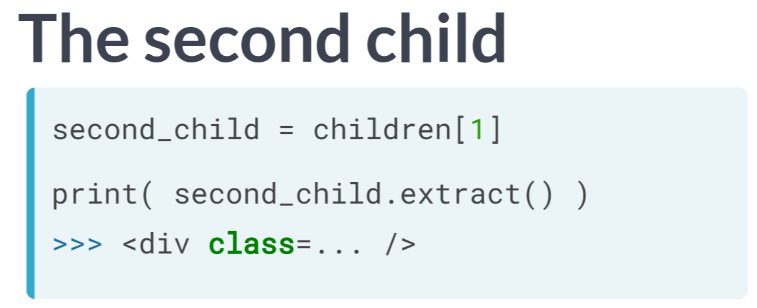 The second child
second_child = children[1]
print( second_child.extract() )
>>> <div class=... />